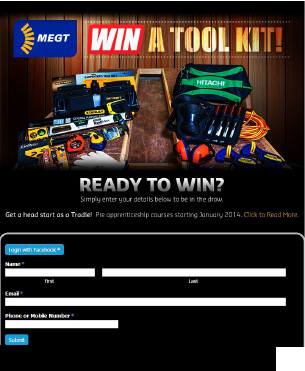 MEGT
WIN A TOOL KIT!
HITACHI
READY TO WIN?
Simply enter your details below to be in the draw.
Get a head start as a Tradie! Pre apprenticeship courses starting January 2014. Click to Read More.
Login with Facebook
Name *
First Last
Email *
Phone or Mobile Number *
Submit